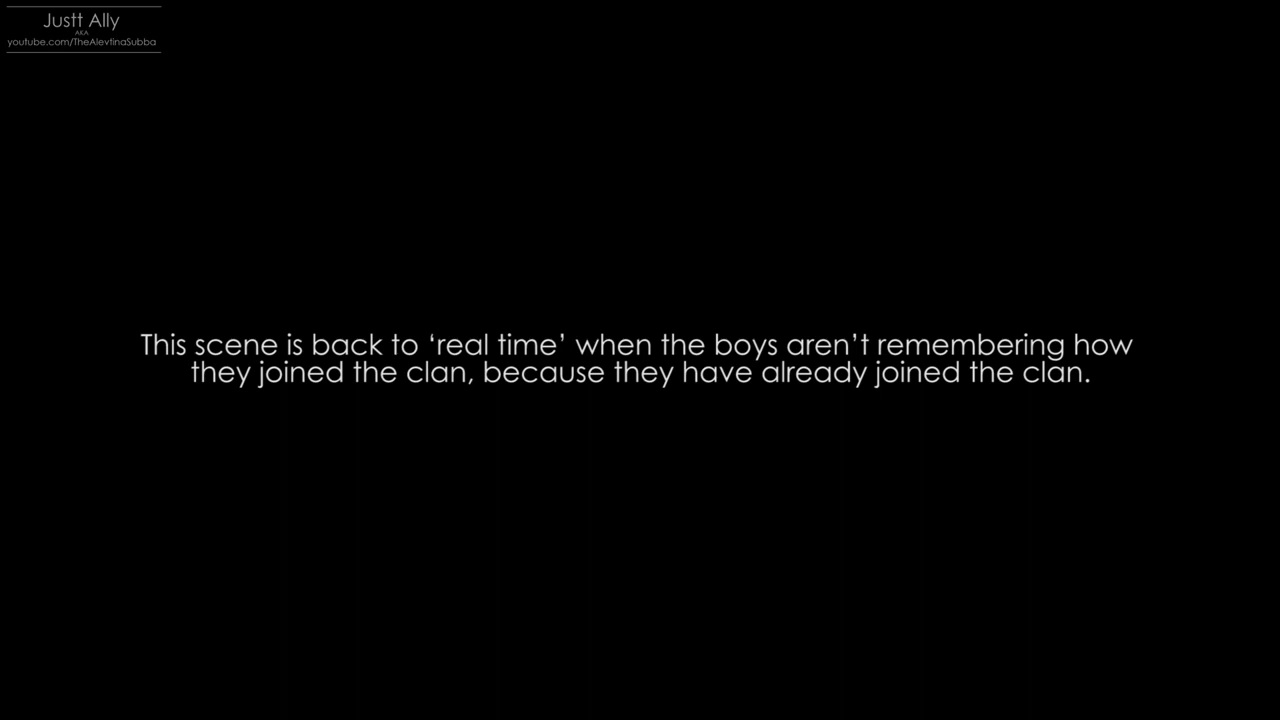 Justt Ally
AKA
youtube.com/TheAlevtinaSubba
This scene is back to ‘real time’ when the boys aren’t remembering how
they joined the clan, because they have already joined the clan.